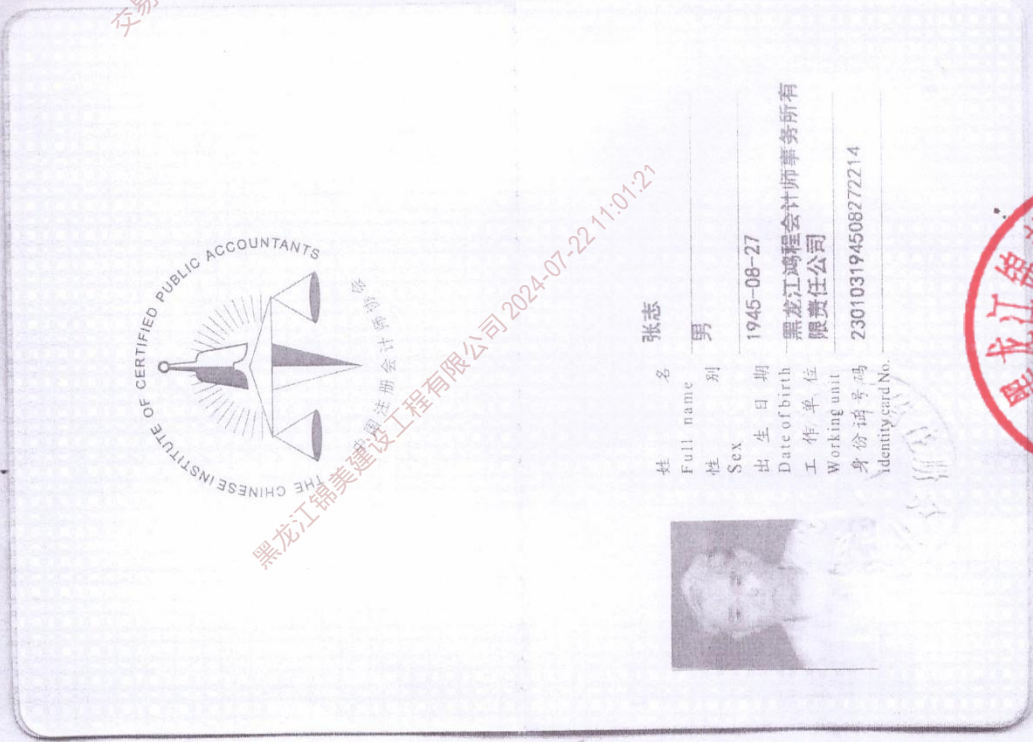 THE CHINESE INSTITUTE OF CERTIFIED PUBLIC ACCOUNTANTS
中国注册会计师协会
姓 名 张志
Full name
性 别 男
Sex
出生日期 1945-08-27
Date of birth
工作单位 黑龙江鸿程会计师事务所有
Working unit 限责任公司
身份证号码 230103194508272214
Identity card No.
黑龙江锦美建设工程有限公司 2024-07-22 11:01:21
交易
黑龙江锦